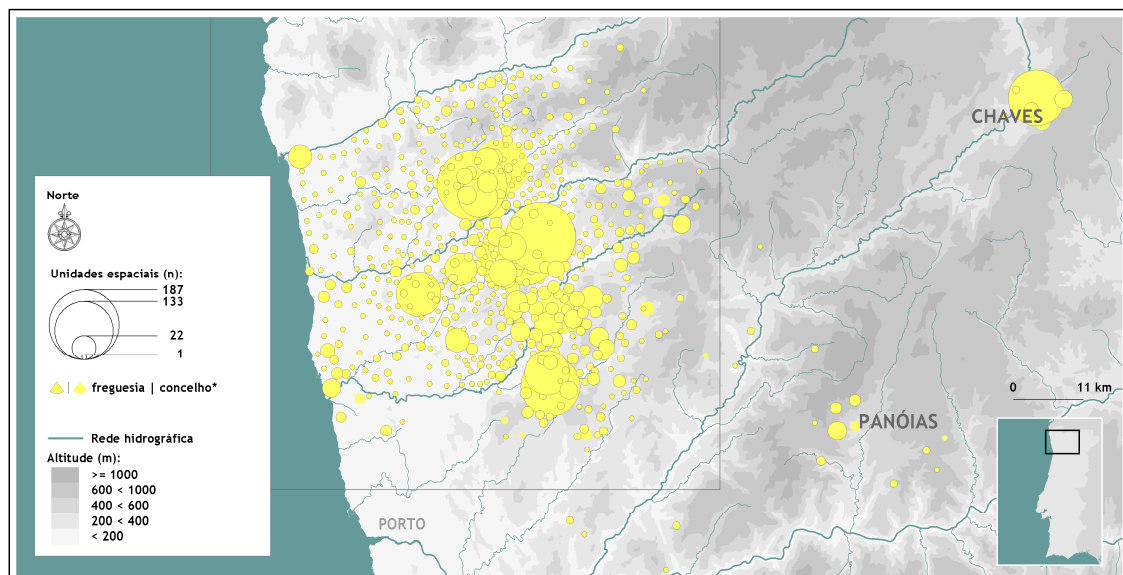 Norte
Unidades espaciais (n):
187
133
22
1
freguesia | concelho*
Rede hidrográfica
Altitude (m):
>= 1000
600 < 1000
400 < 600
200 < 400
< 200
CHAVES
PANÓIAS
PORTO
0 11 km